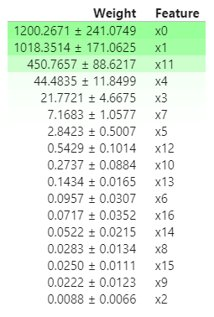 Weight Feature
1200.2671 ± 241.0749 x0
1018.3514 ± 171.0625 x1
450.7657 ± 88.6217 x11
44.4835 ± 11.8499 x4
21.7721 ± 4.6675 x3
7.1683 ± 1.0577 x7
2.8423 ± 0.5007 x5
0.5429 ± 0.1014 x12
0.2737 ± 0.0884 x10
0.1434 ± 0.0165 x13
0.0957 ± 0.0307 x6
0.0717 ± 0.0352 x16
0.0522 ± 0.0215 x14
0.0283 ± 0.0134 x8
0.0250 ± 0.0111 x15
0.0222 ± 0.0123 x9
0.0088 ± 0.0066 x2